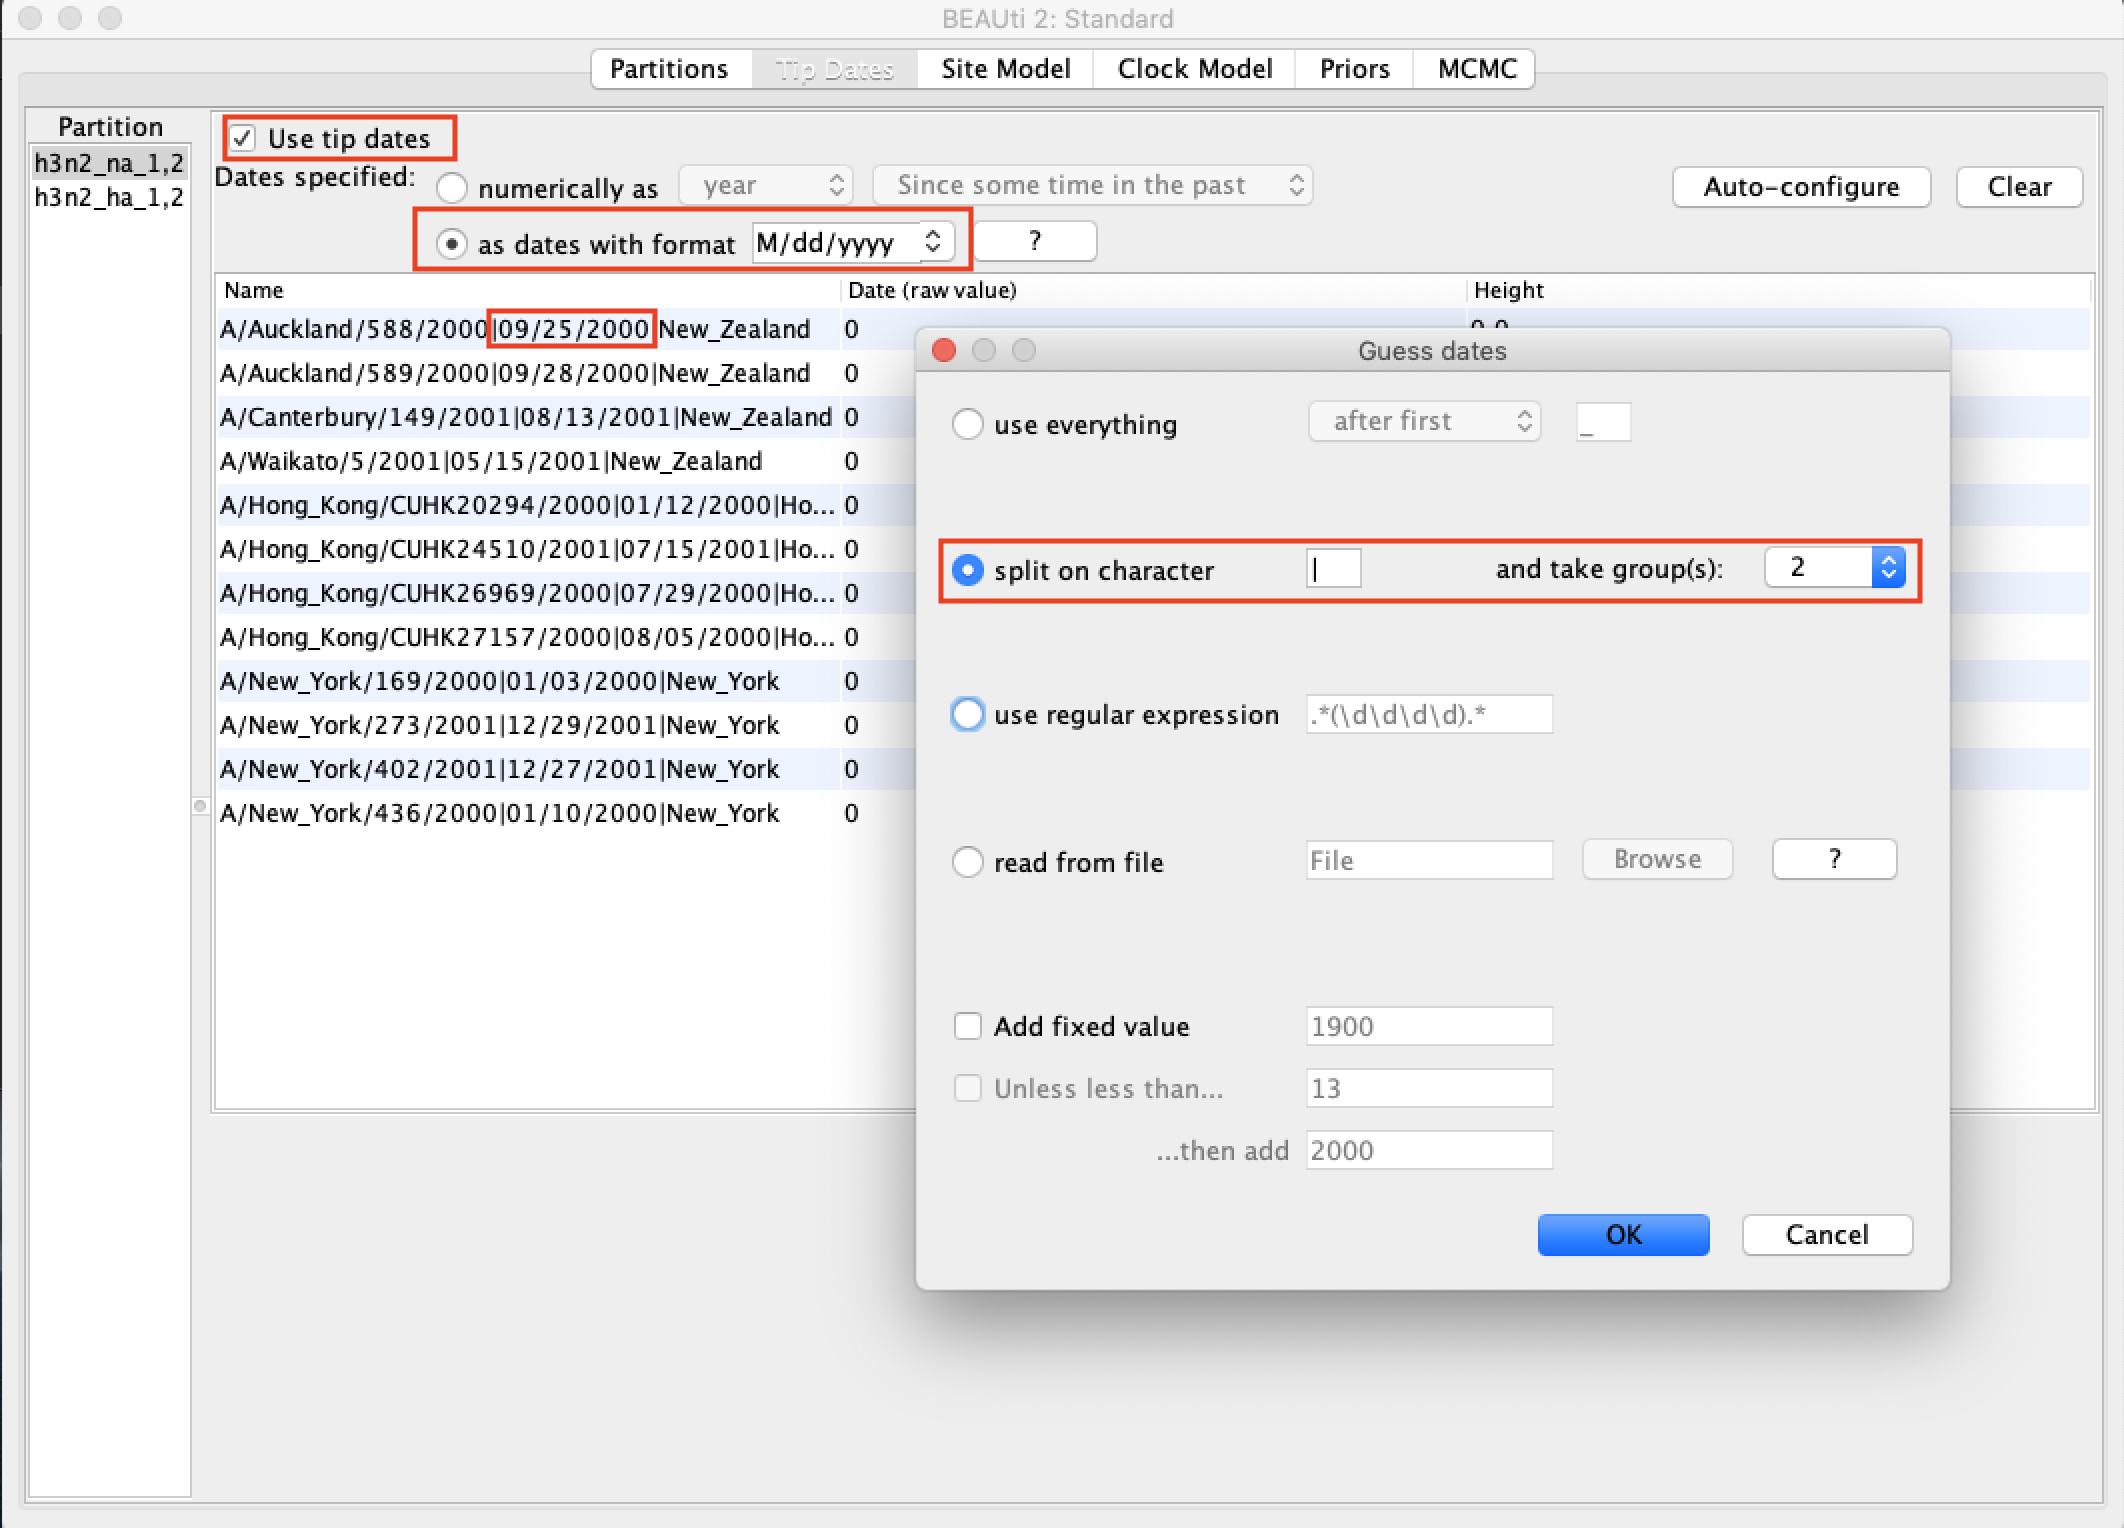 BEAUti 2: Standard
Partitions Tip Dates Site Model Clock Model Priors MCMC
Partition
h3n2_na_1,2
h3n2_ha_1,2
Use tip dates
Dates specified: numerically as year Since some time in the past Auto-configure Clear
as dates with format M/dd/yyyy ?
Name Date (raw value) Height
A/Auckland/588/2000|09/25/2000|New_Zealand 0 0.0
A/Auckland/589/2000|09/28/2000|New_Zealand 0
A/Canterbury/149/2001|08/13/2001|New_Zealand 0
A/Waikato/5/2001|05/15/2001|New_Zealand 0
A/Hong_Kong/CUHK20294/2000|01/12/2000|Ho... 0
A/Hong_Kong/CUHK24510/2001|07/15/2001|Ho... 0
A/Hong_Kong/CUHK26969/2000|07/29/2000|Ho... 0
A/Hong_Kong/CUHK27157/2000|08/05/2000|Ho... 0
A/New_York/169/2000|01/03/2000|New_York 0
A/New_York/273/2001|12/29/2001|New_York 0
A/New_York/402/2001|12/27/2001|New_York 0
A/New_York/436/2000|01/10/2000|New_York 0
Guess dates
use everything after first _
split on character | and take group(s): 2
use regular expression .*(\d\d\d\d).*
read from file File Browse ?
Add fixed value 1900
Unless less than... 13
...then add 2000
OK Cancel